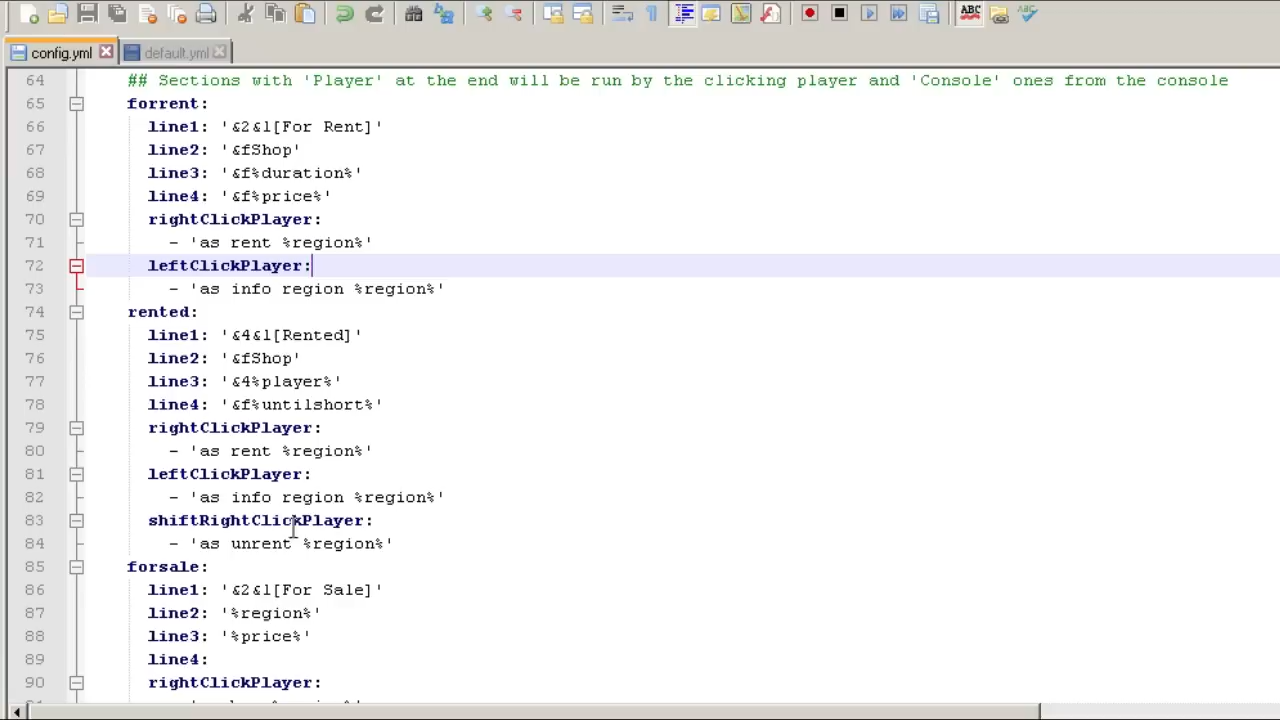 ABC
ABC
config.yml
default.yml
64 ## Sections with 'Player' at the end will be run by the clicking player and 'Console' ones from the console
65 forrent:
66 line1: '&2&l[For Rent]'
67 line2: '&fShop'
68 line3: '&f%duration%'
69 line4: '&f%price%'
70 rightClickPlayer:
71 - 'as rent %region%'
72 leftClickPlayer:
73 - 'as info region %region%'
74 rented:
75 line1: '&4&l[Rented]'
76 line2: '&fShop'
77 line3: '&4%player%'
78 line4: '&f%untilshort%'
79 rightClickPlayer:
80 - 'as rent %region%'
81 leftClickPlayer:
82 - 'as info region %region%'
83 shiftRightClickPlayer:
84 - 'as unrent %region%'
85 forsale:
86 line1: '&2&l[For Sale]'
87 line2: '%region%'
88 line3: '%price%'
89 line4:
90 rightClickPlayer: